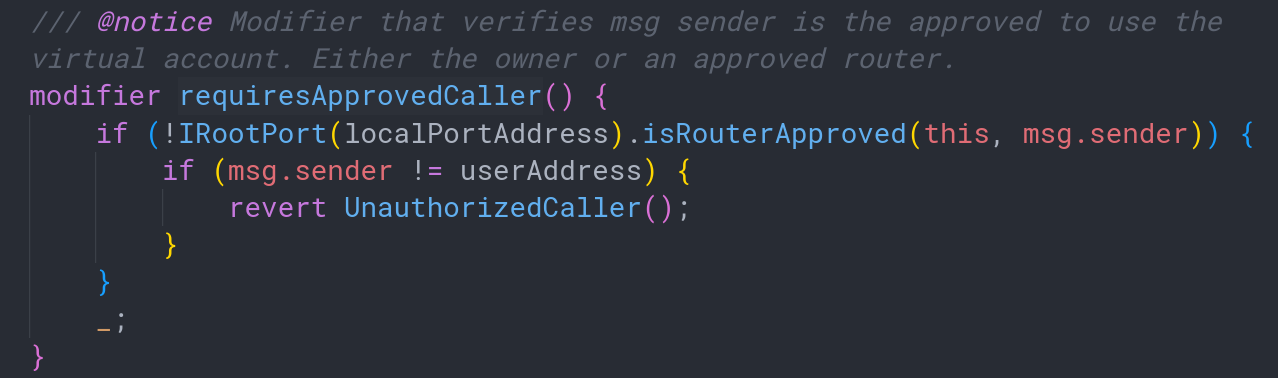 /// @notice Modifier that verifies msg sender is the approved to use the
virtual account. Either the owner or an approved router.
modifier requiresApprovedCaller() {
    if (!IRootPort(localPortAddress).isRouterApproved(this, msg.sender)) {
        if (msg.sender != userAddress) {
            revert UnauthorizedCaller();
        }
    }
    _;
}